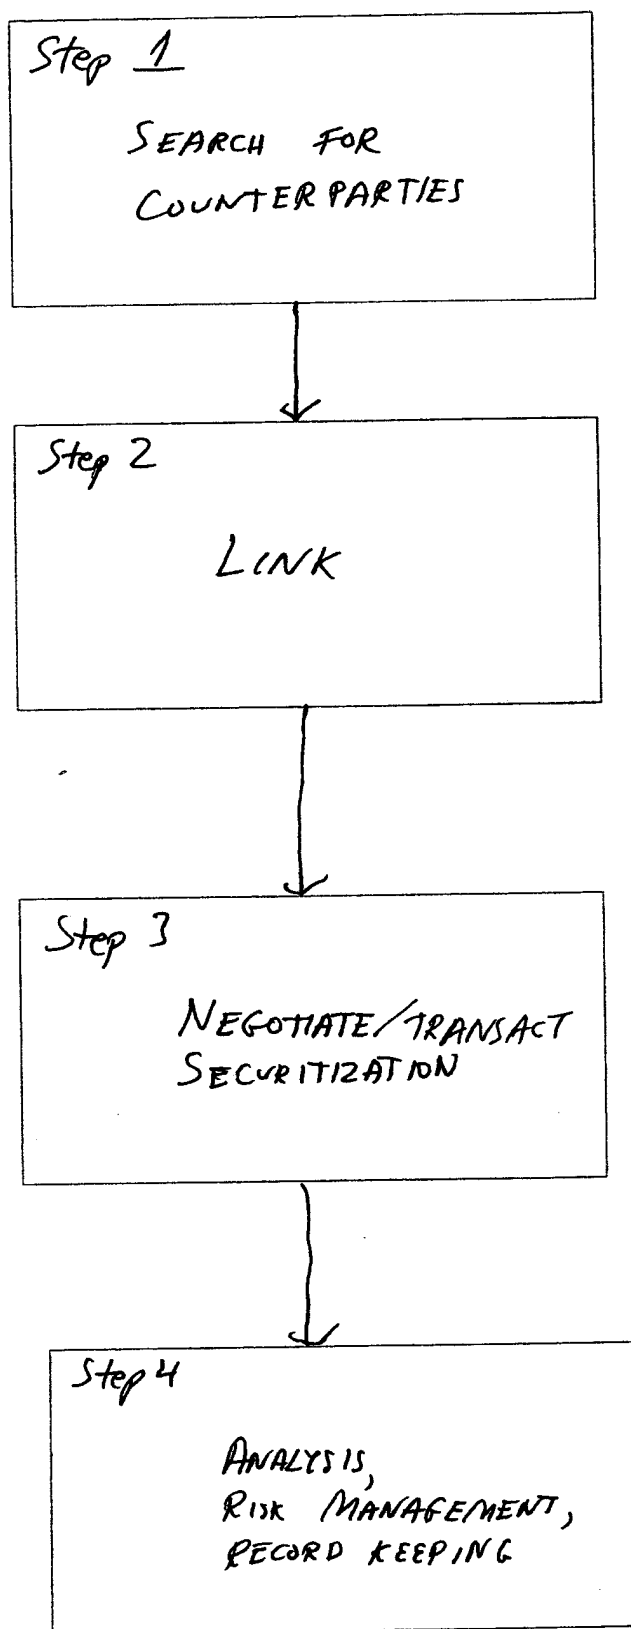 Step 1
SEARCH FOR
COUNTERPARTIES
Step 2
LINK
Step 3
NEGOTIATE/TRANSACT
SECURITIZATION
Step 4
ANALYSIS,
RISK MANAGEMENT,
RECORD KEEPING